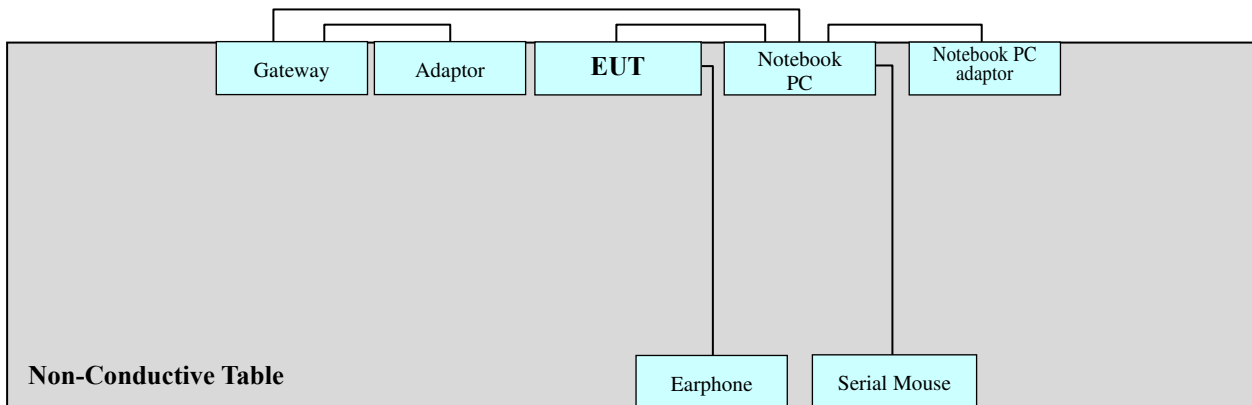 Gateway
Adaptor
EUT
Notebook
PC
Notebook PC
adaptor
Non-Conductive Table
Earphone
Serial Mouse